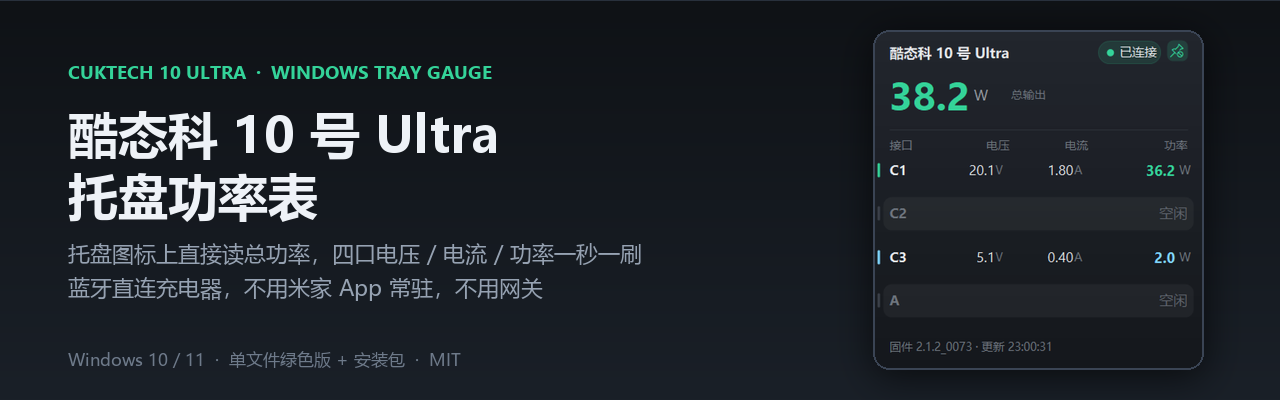 CUKTECH 10 ULTRA · WINDOWS TRAY GAUGE
酷态科 10 号 Ultra
托盘功率表
托盘图标上直接读总功率，四口电压 / 电流 / 功率一秒一刷
蓝牙直连充电器，不用米家 App 常驻，不用网关
Windows 10 / 11 · 单文件绿色版 + 安装包 · MIT
酷态科 10 号 Ultra 已连接
38.2 W 总输出
接口 电压 电流 功率
C1 20.1V 1.80A 36.2 W
C2 空闲
C3 5.1V 0.40A 2.0 W
A 空闲
固件 2.1.2_0073 · 更新 23:00:31